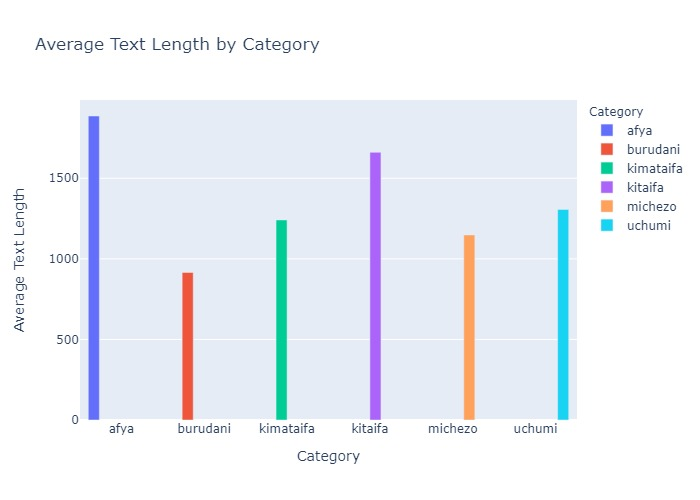 Average Text Length by Category
Category
afya
burudani
kimataifa
kitaifa
michezo
uchumi
Average Text Length
1500
1000
500
0
afya burudani kimataifa kitaifa michezo uchumi
Category